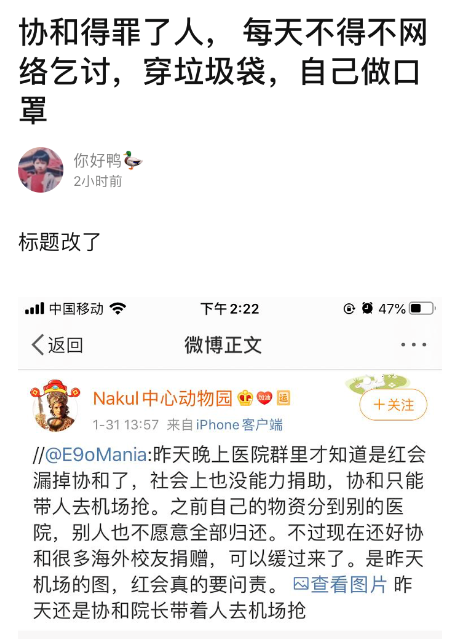 协和得罪了人， 每天不得不网
络乞讨，穿垃圾袋，自己做口
罩
你好鸭🦆
2小时前
标题改了
中国移动 下午2:22 47%
返回 微博正文 ···
Nakul中心动物园
1-31 13:57 来自iPhone客户端
+关注
//@E9oMania:昨天晚上医院群里才知道是红会
漏掉协和了，社会上也没能力捐助，协和只能
带人去机场抢。之前自己的物资分到别的医
院，别人也不愿意全部归还。不过现在还好协
和很多海外校友捐赠，可以缓过来了。是昨天
机场的图，红会真的要问责。 查看图片 昨
天还是协和院长带着人去机场抢